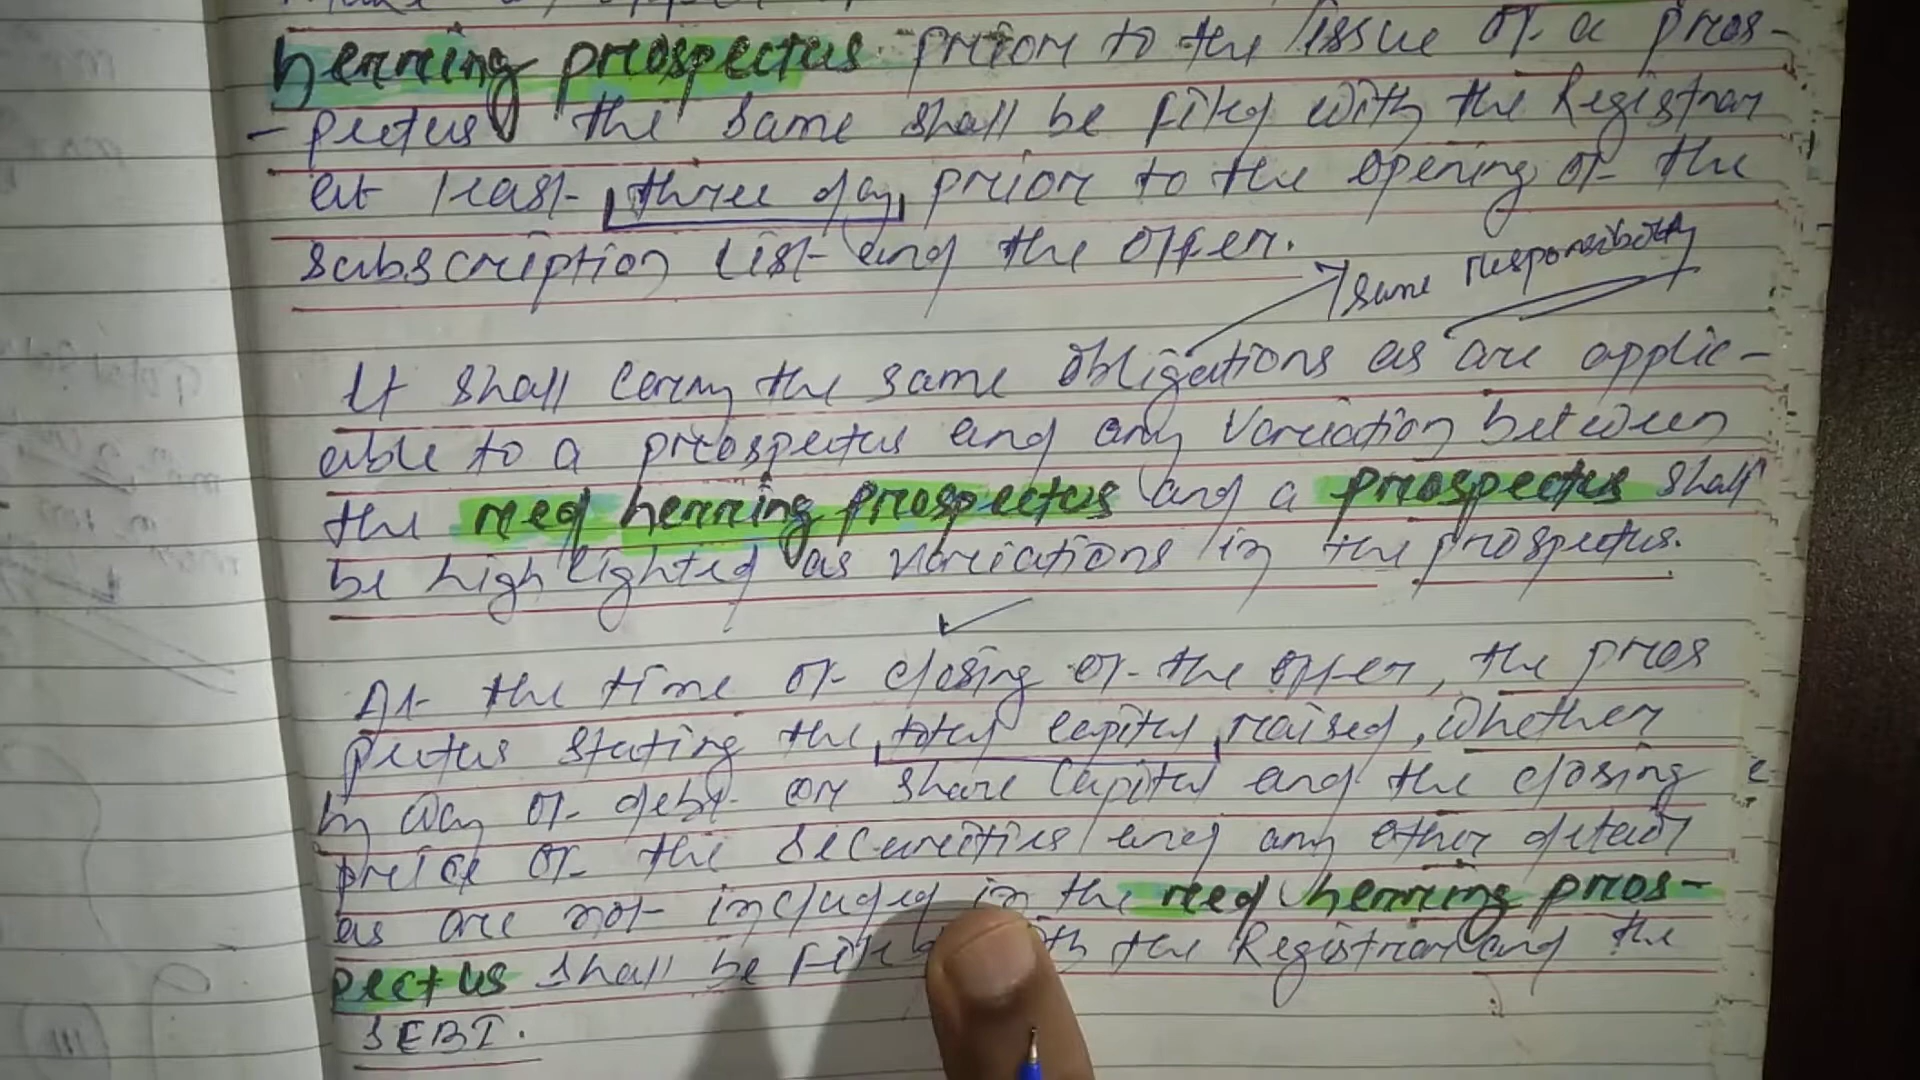 herring prospectus prior to the issue of a pros-
-pectus the same shall be filed with the Registrar
at least three day prior to the opening of the
subscription list and the offer.
same responsibility
It shall carry the same obligations as are applic-
able to a prospectus and any variation between
the red herring prospectus and a prospectus shall
be highlighted as variations in the prospectus.
At the time of closing of the offer, the pros
pectus stating the total capital raised, whether
by way of debt or share capital and the closing
price of the securities and any other detail
as are not included in the red herring pros-
pectus shall be the Registrar and the
SEBI.